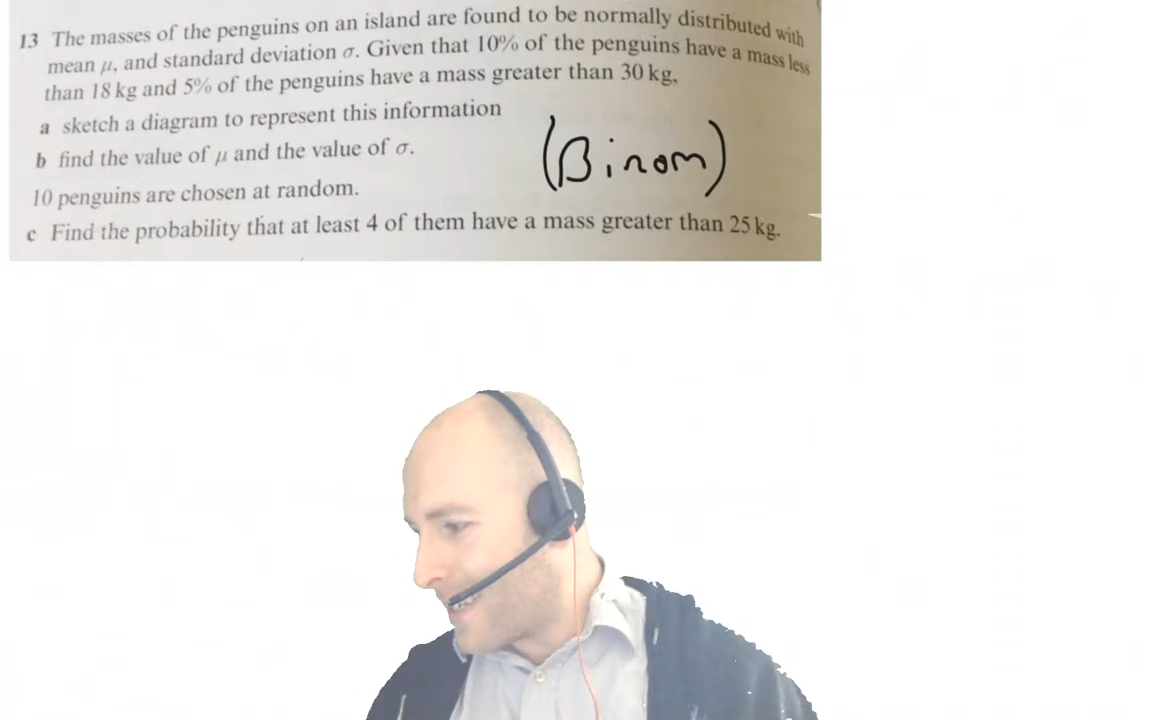 13 The masses of the penguins on an island are found to be normally distributed with
mean μ, and standard deviation σ. Given that 10% of the penguins have a mass less
than 18 kg and 5% of the penguins have a mass greater than 30 kg,
a sketch a diagram to represent this information
b find the value of μ and the value of σ.
(Binom)
10 penguins are chosen at random.
c Find the probability that at least 4 of them have a mass greater than 25 kg.